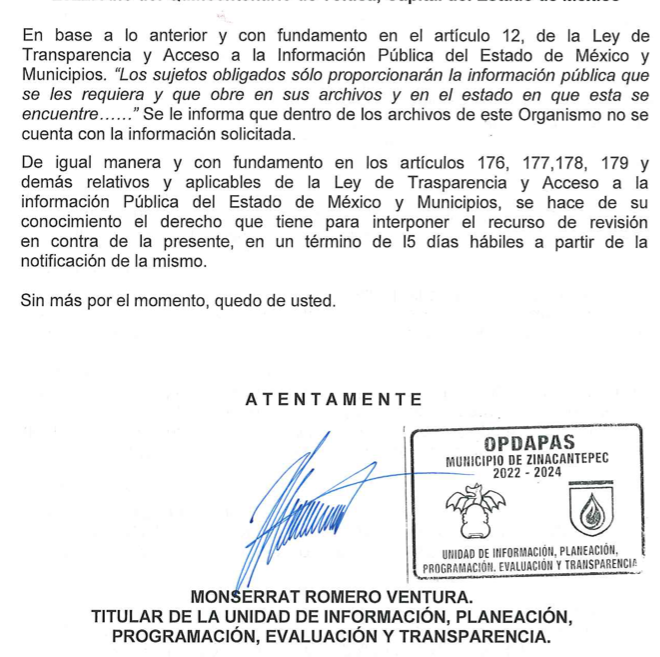 En base a lo anterior y con fundamento en el artículo 12, de la Ley de
Transparencia y Acceso a la Información Pública del Estado de México y
Municipios. “Los sujetos obligados sólo proporcionarán la información pública que
se les requiera y que obre en sus archivos y en el estado en que esta se
encuentre……” Se le informa que dentro de los archivos de este Organismo no se
cuenta con la información solicitada.
De igual manera y con fundamento en los artículos 176, 177,178, 179 y
demás relativos y aplicables de la Ley de Trasparencia y Acceso a la
información Pública del Estado de México y Municipios, se hace de su
conocimiento el derecho que tiene para interponer el recurso de revisión
en contra de la presente, en un término de I5 días hábiles a partir de la
notificación de la mismo.
Sin más por el momento, quedo de usted.
ATENTAMENTE
OPDAPAS
MUNICIPIO DE ZINACANTEPEC
2022 - 2024
UNIDAD DE INFORMACIÓN, PLANEACIÓN,
PROGRAMACIÓN, EVALUACIÓN Y TRANSPARENCIA
MONSERRAT ROMERO VENTURA.
TITULAR DE LA UNIDAD DE INFORMACIÓN, PLANEACIÓN,
PROGRAMACIÓN, EVALUACIÓN Y TRANSPARENCIA.